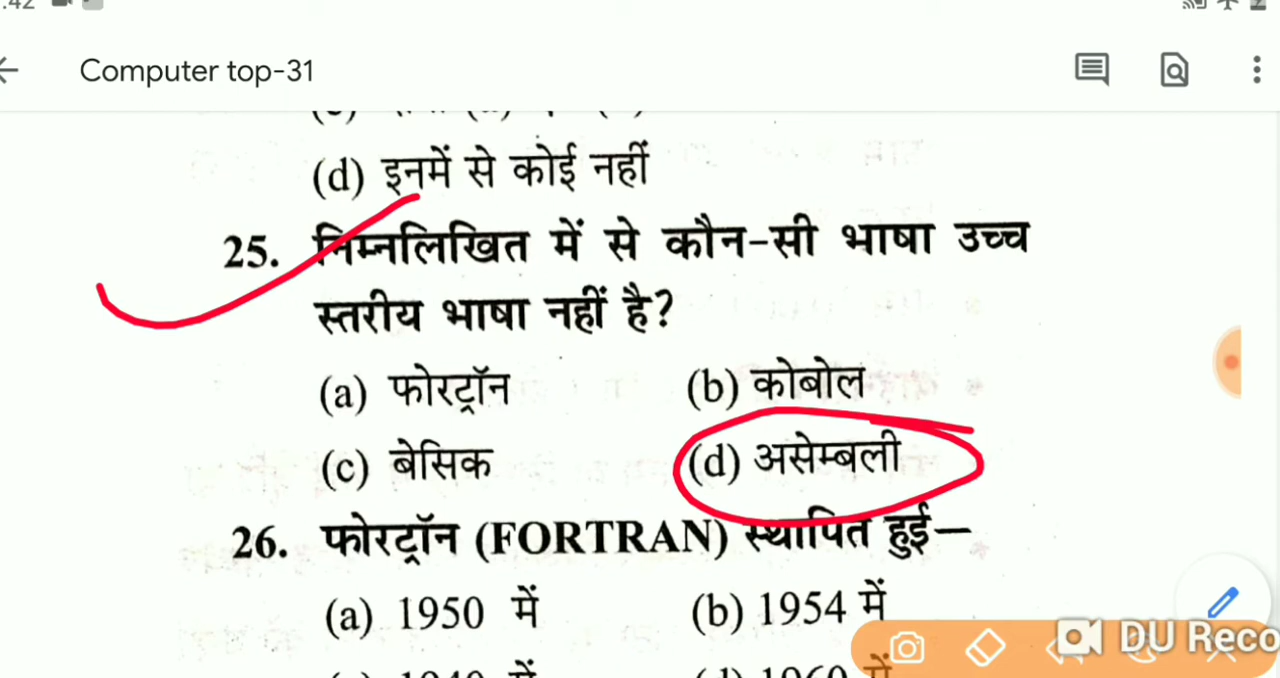 Computer top-31
(d) इनमें से कोई नहीं
25. निम्नलिखित में से कौन-सी भाषा उच्च
स्तरीय भाषा नहीं है?
(a) फोरट्रॉन (b) कोबोल
(c) बेसिक (d) असेम्बली
26. फोरट्रॉन (FORTRAN) स्थापित हुई—
(a) 1950 में (b) 1954 में
DU Reco